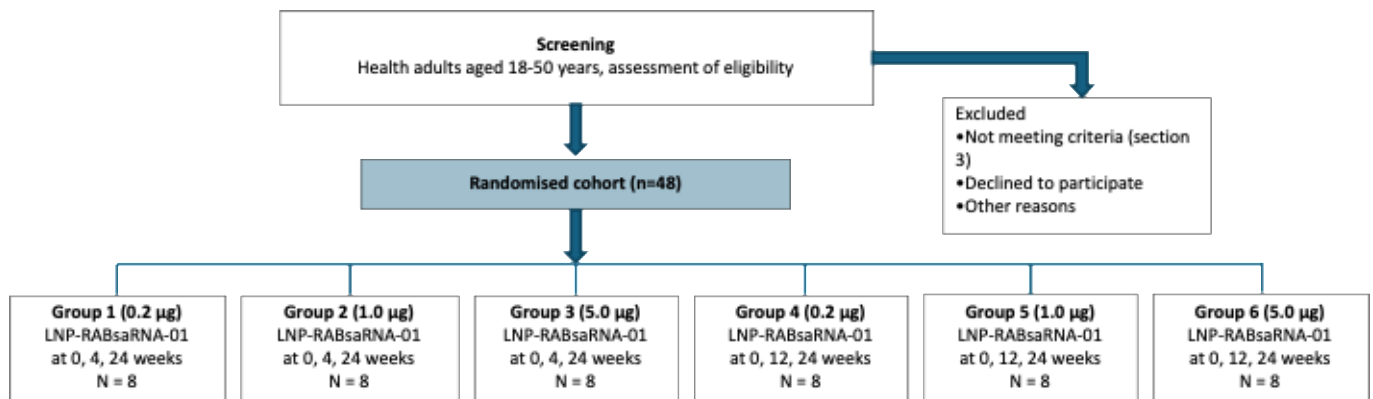 Screening
Health adults aged 18-50 years, assessment of eligibility
Excluded
•Not meeting criteria (section
3)
•Declined to participate
•Other reasons
Randomised cohort (n=48)
Group 1 (0.2 µg)
LNP-RABsaRNA-01
at 0, 4, 24 weeks
N = 8
Group 2 (1.0 µg)
LNP-RABsaRNA-01
at 0, 4, 24 weeks
N = 8
Group 3 (5.0 µg)
LNP-RABsaRNA-01
at 0, 4, 24 weeks
N = 8
Group 4 (0.2 µg)
LNP-RABsaRNA-01
at 0, 12, 24 weeks
N = 8
Group 5 (1.0 µg)
LNP-RABsaRNA-01
at 0, 12, 24 weeks
N = 8
Group 6 (5.0 µg)
LNP-RABsaRNA-01
at 0, 12, 24 weeks
N = 8